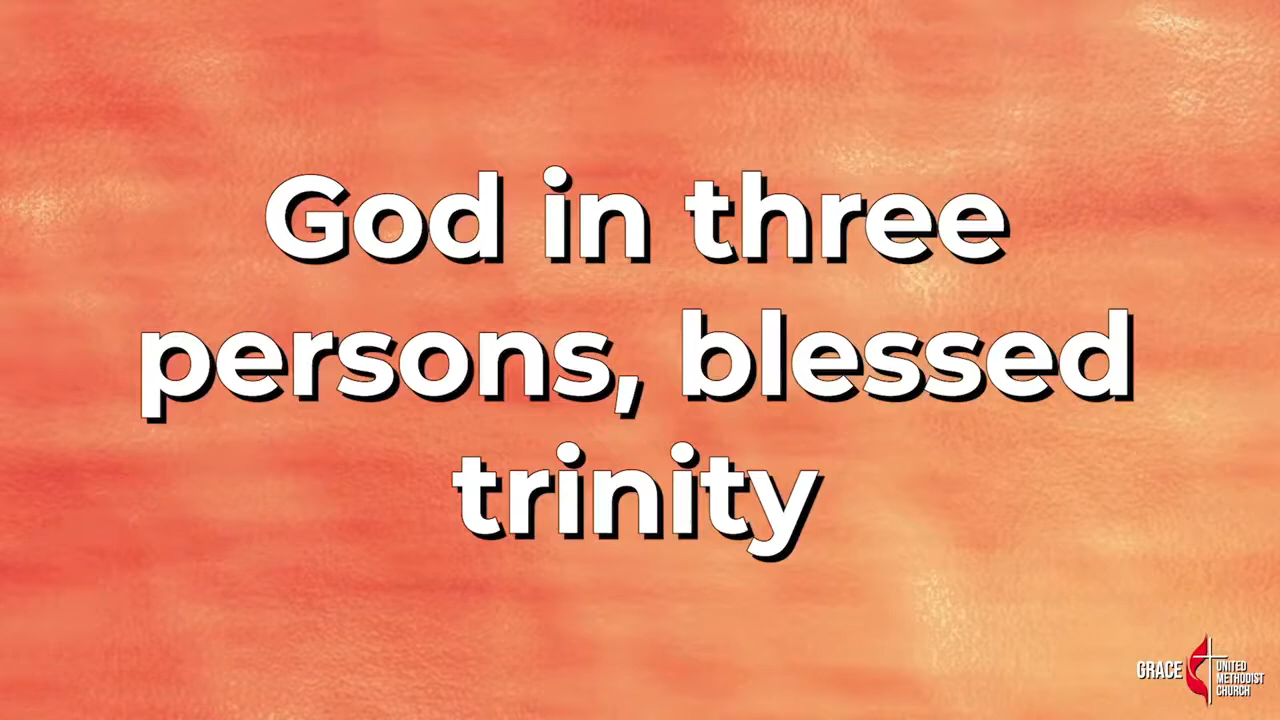 God in three
persons, blessed
trinity
GRACE
UNITED
METHODIST
CHURCH